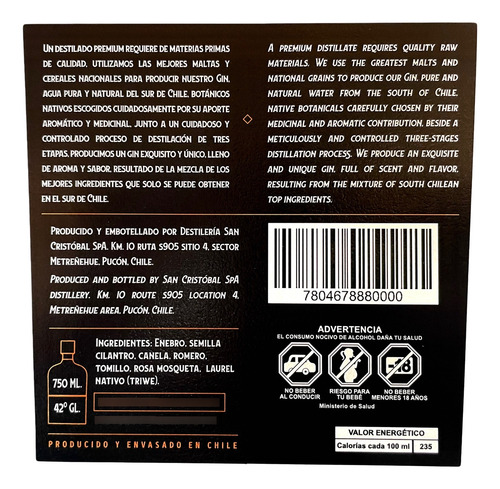 Un destilado premium requiere de materias primas
de calidad, utilizamos las mejores maltas y
cereales nacionales para producir nuestro Gin,
agua pura y natural del sur de Chile. Botánicos
nativos escogidos cuidadosamente por su aporte
aromático y medicinal, junto a un cuidadoso y
controlado proceso de destilación de tres
etapas, producimos un gin exquisito y único, lleno
de aroma y sabor, resultado de la mezcla de los
mejores ingredientes que solo se puede obtener
en el sur de Chile.
A premium distillate requires quality raw
materials. We use the greatest malts and
national grains to produce our Gin, pure and
natural water from the south of Chile.
Native botanicals carefully chosen by their
medicinal and aromatic contribution, beside a
meticulously and controlled three-stages
distillation process. We produce an exquisite
and unique gin, full of scent and flavor,
resulting from the mixture of south Chilean
top ingredients.
Producido y embotellado por Destilería San
Cristóbal SpA. Km. 10 ruta s905 sitio 4, sector
Metreñehue, Pucón, Chile.
Produced and bottled by San Cristóbal SpA
distillery. Km. 10 route s905 location 4,
Metreñehue area, Pucón, Chile.
7804678880000
750 ML.
42º GL.
Ingredientes: Enebro, semilla
cilantro, canela, romero,
tomillo, rosa mosqueta, laurel
nativo (triwe).
PRODUCIDO Y ENVASADO EN CHILE
ADVERTENCIA
EL CONSUMO NOCIVO DE ALCOHOL DAÑA TU SALUD
NO BEBER
AL CONDUCIR
RIESGO PARA
TU BEBÉ
NO BEBER
MENORES 18 AÑOS
Ministerio de Salud
VALOR ENERGÉTICO
Calorías cada 100 ml 235